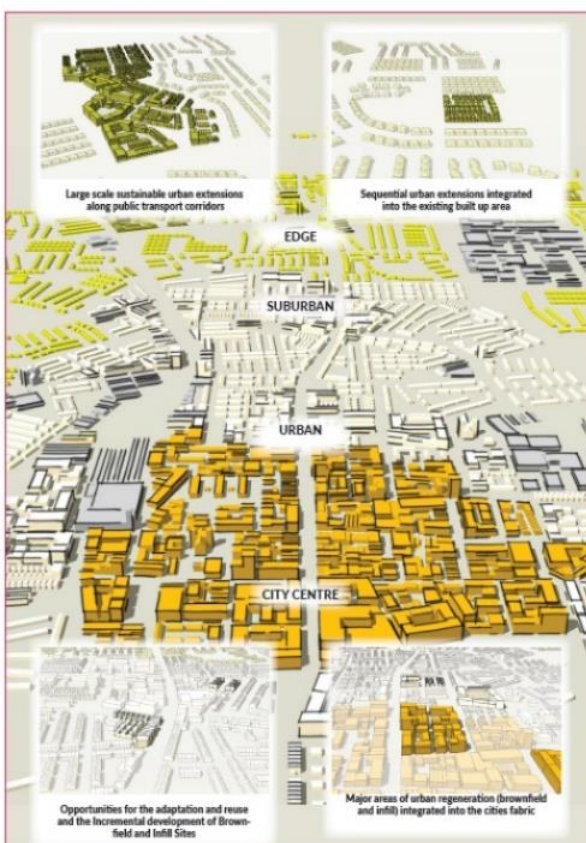 Large scale sustainable urban extensions
along public transport corridors
Sequential urban extensions integrated
into the existing built up area
EDGE
SUBURBAN
URBAN
CITY CENTRE
Opportunities for the adaptation and reuse
and the Incremental development of Brown-
field and Infill Sites
Major areas of urban regeneration (brownfield
and infill) integrated into the cities fabric